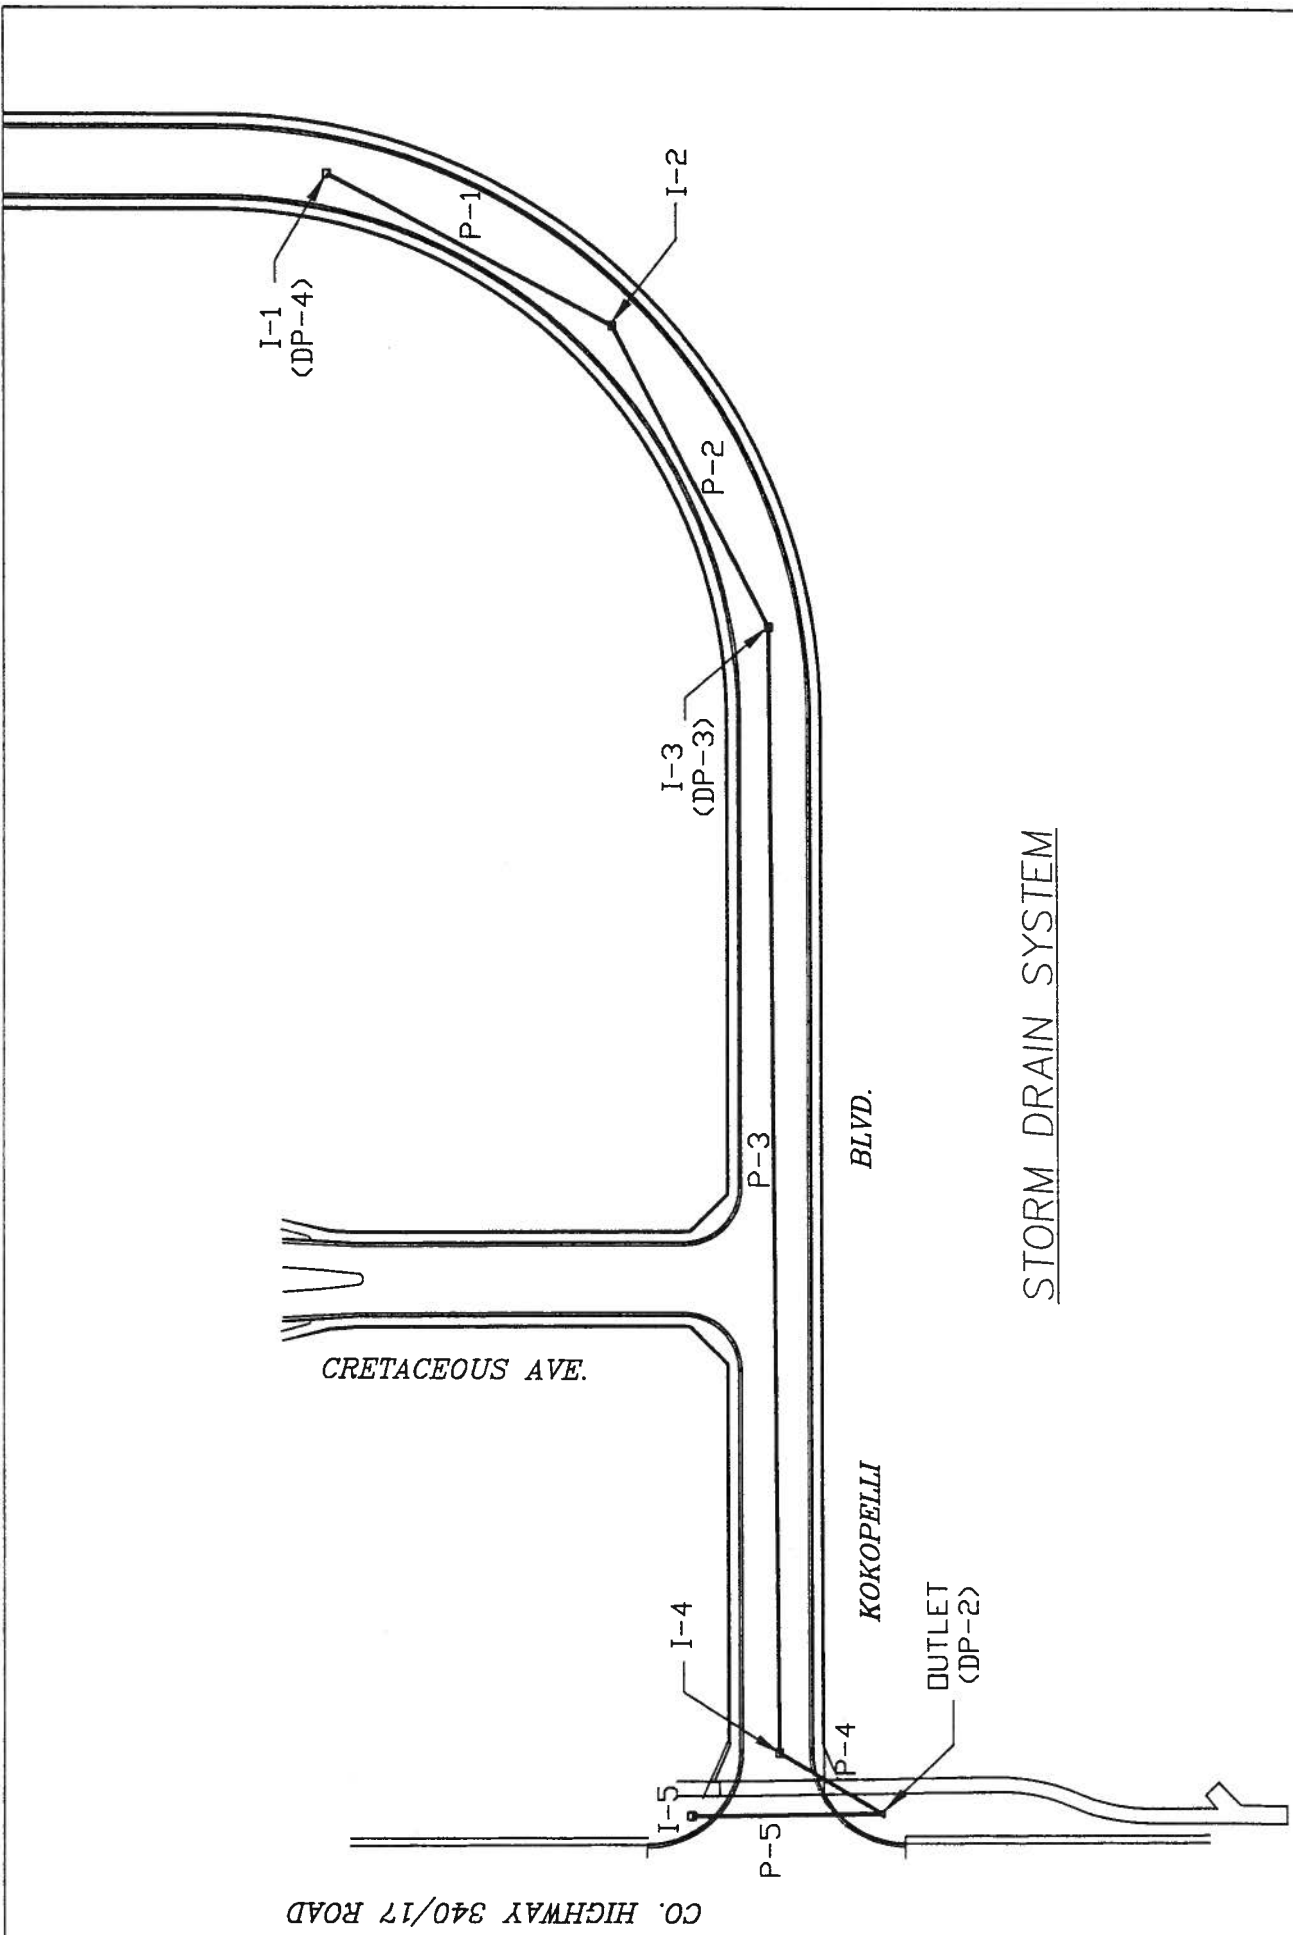 I-1
(DP-4)
P-1
I-2
P-2
I-3
(DP-3)
P-3
BLVD.
STORM DRAIN SYSTEM
CRETACEOUS AVE.
KOKOPELLI
I-4
OUTLET
(DP-2)
P-4
I-5
P-5
CO. HIGHWAY 340/17 ROAD